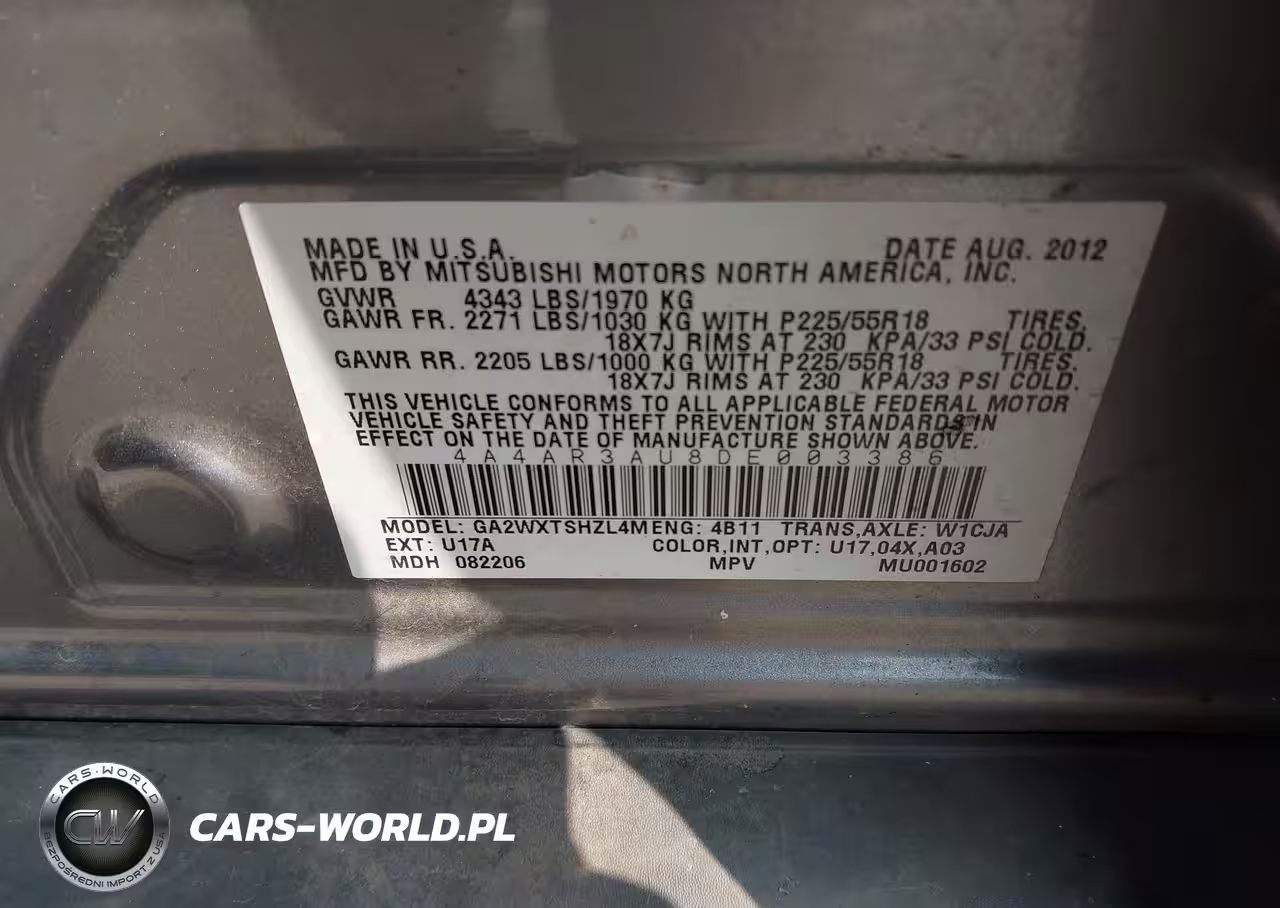 MADE IN U.S.A. DATE AUG. 2012
MFD BY MITSUBISHI MOTORS NORTH AMERICA, INC.
GVWR 4343 LBS/1970 KG
GAWR FR. 2271 LBS/1030 KG WITH P225/55R18 TIRES,
18X7J RIMS AT 230 KPA/33 PSI COLD.
GAWR RR. 2205 LBS/1000 KG WITH P225/55R18 TIRES.
18X7J RIMS AT 230 KPA/33 PSI COLD.
THIS VEHICLE CONFORMS TO ALL APPLICABLE FEDERAL MOTOR
VEHICLE SAFETY AND THEFT PREVENTION STANDARDS IN
EFFECT ON THE DATE OF MANUFACTURE SHOWN ABOVE.
4A4AR3AU8DE003386
MODEL: GA2WXTSHZL4M ENG: 4B11 TRANS,AXLE: W1CJA
EXT: U17A COLOR,INT,OPT: U17,04X,A03
MDH 082206 MPV MU001602
CARS-WORLD
CW
BEZPOŚREDNI IMPORT Z USA
CARS-WORLD.PL